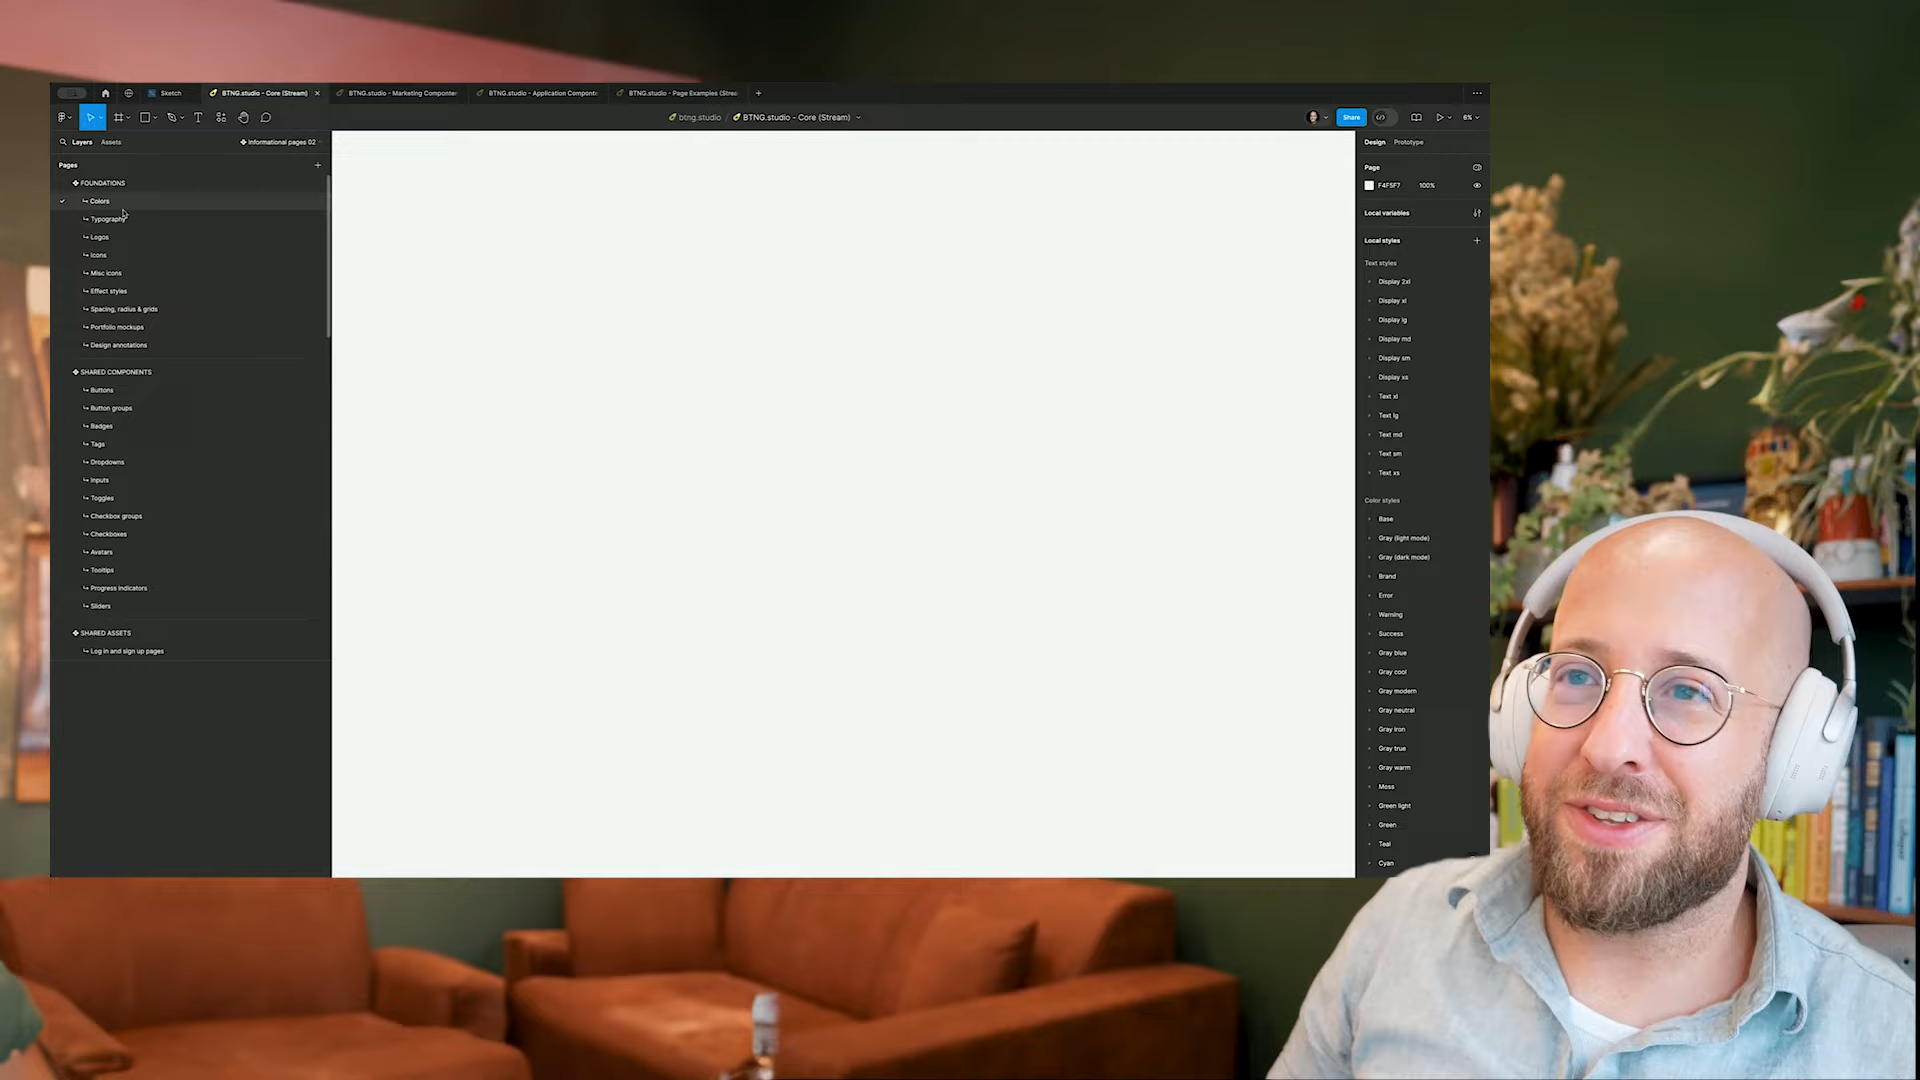 Sketch
BTNG.studio - Core (Stream)
BTNG.studio - Marketing Componten
BTNG.studio - Application Component
BTNG.studio - Page Examples (Strea
btng.studio / BTNG.studio - Core (Stream)
Share
6%
Layers
Assets
Informational pages 02
Pages
FOUNDATIONS
Colors
Typography
Logos
Icons
Misc icons
Effect styles
Spacing, radius & grids
Portfolio mockups
Design annotations
SHARED COMPONENTS
Buttons
Button groups
Badges
Tags
Dropdowns
Inputs
Toggles
Checkbox groups
Checkboxes
Avatars
Tooltips
Progress indicators
Sliders
SHARED ASSETS
Log in and sign up pages
Design
Prototype
Page
F4F5F7
100%
Local variables
Local styles
Text styles
Display 2xl
Display xl
Display lg
Display md
Display sm
Display xs
Text xl
Text lg
Text md
Text sm
Text xs
Color styles
Base
Gray (light mode)
Gray (dark mode)
Brand
Error
Warning
Success
Gray blue
Gray cool
Gray modern
Gray neutral
Gray iron
Gray true
Gray warm
Moss
Green light
Green
Teal
Cyan